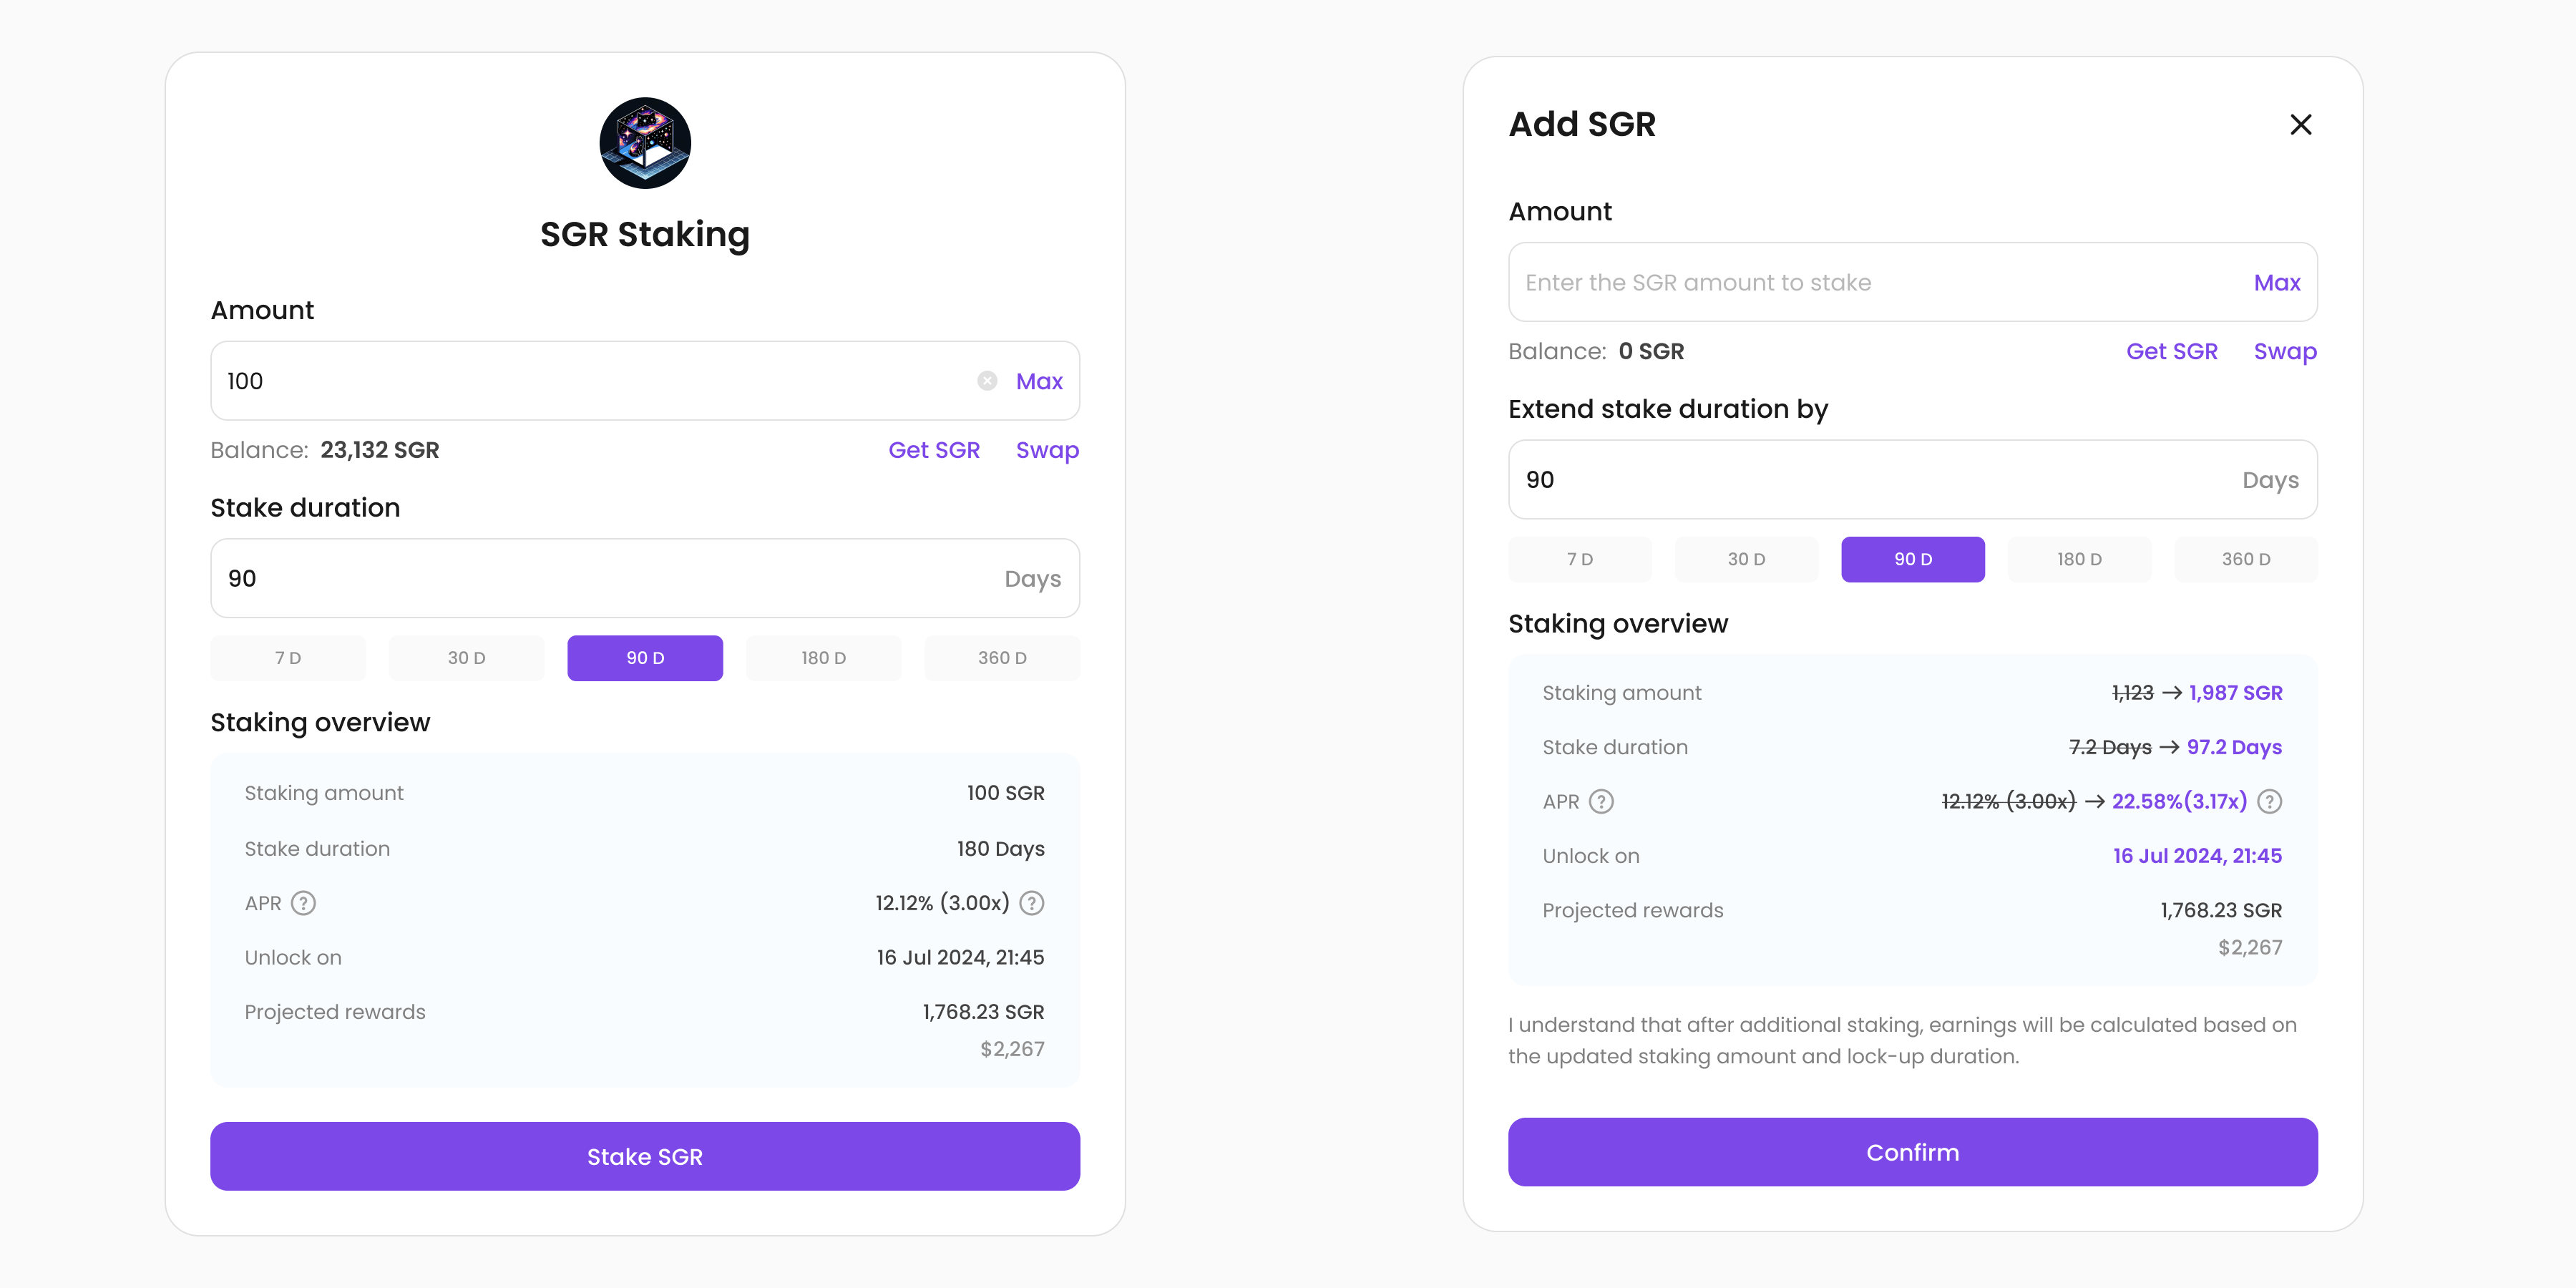 SGR Staking
Amount
100 Max
Balance: 23,132 SGR Get SGR Swap
Stake duration
90 Days
7 D 30 D 90 D 180 D 360 D
Staking overview
Staking amount 100 SGR
Stake duration 180 Days
APR ? 12.12% (3.00x) ?
Unlock on 16 Jul 2024, 21:45
Projected rewards 1,768.23 SGR
$2,267
Stake SGR
Add SGR
Amount
Enter the SGR amount to stake Max
Balance: 0 SGR Get SGR Swap
Extend stake duration by
90 Days
7 D 30 D 90 D 180 D 360 D
Staking overview
Staking amount 1,123 → 1,987 SGR
Stake duration 7.2 Days → 97.2 Days
APR ? 12.12% (3.00x) → 22.58%(3.17x) ?
Unlock on 16 Jul 2024, 21:45
Projected rewards 1,768.23 SGR
$2,267
I understand that after additional staking, earnings will be calculated based on
the updated staking amount and lock-up duration.
Confirm